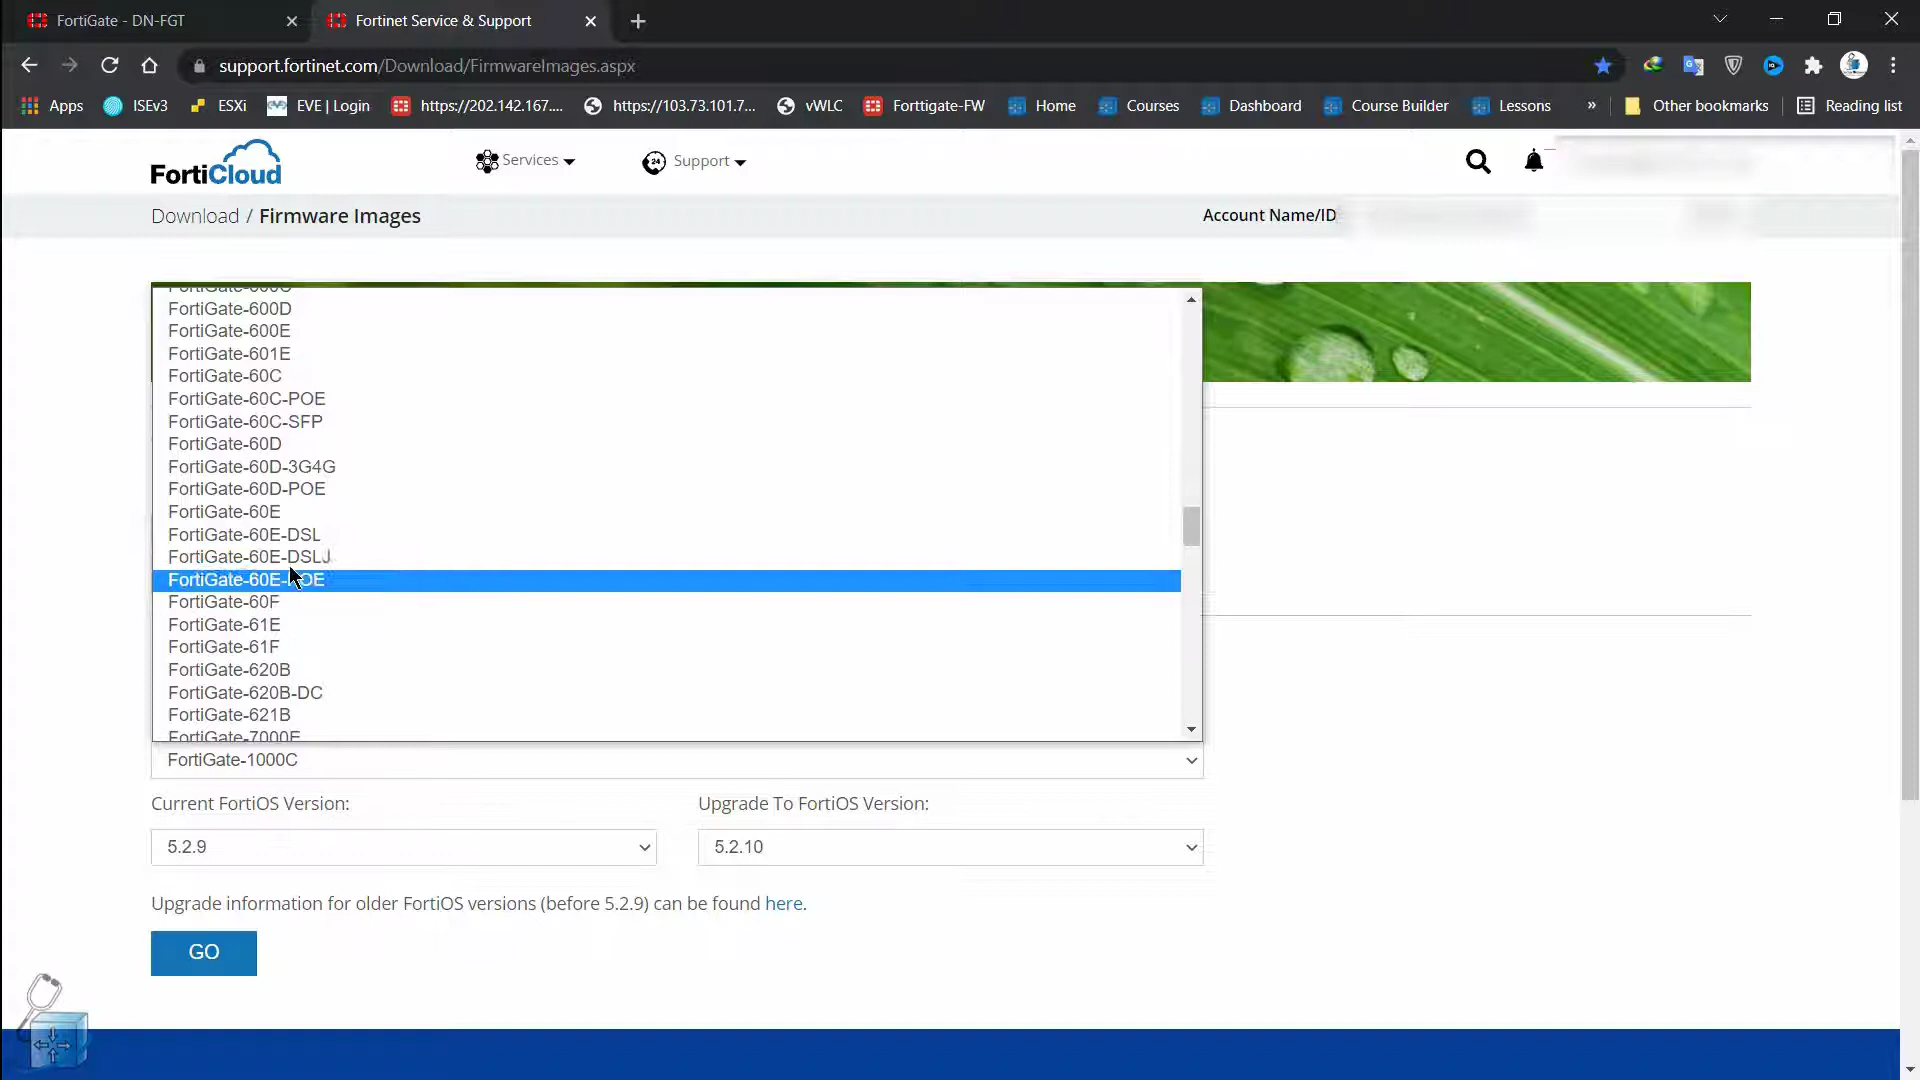 FortiGate - DN-FGT
Fortinet Service & Support
support.fortinet.com/Download/FirmwareImages.aspx
Apps
ISEv3
ESXi
EVE | Login
https://202.142.167....
https://103.73.101.7...
vWLC
Forttigate-FW
Home
Courses
Dashboard
Course Builder
Lessons
»
Other bookmarks
Reading list
FortiCloud
Services
24
Support
Download / Firmware Images
Account Name/ID
FortiGate-600D
FortiGate-600E
FortiGate-601E
FortiGate-60C
FortiGate-60C-POE
FortiGate-60C-SFP
FortiGate-60D
FortiGate-60D-3G4G
FortiGate-60D-POE
FortiGate-60E
FortiGate-60E-DSL
FortiGate-60E-DSLJ
FortiGate-60E-POE
FortiGate-60F
FortiGate-61E
FortiGate-61F
FortiGate-620B
FortiGate-620B-DC
FortiGate-621B
FortiGate-7000E
FortiGate-1000C
Current FortiOS Version:
Upgrade To FortiOS Version:
5.2.9
5.2.10
Upgrade information for older FortiOS versions (before 5.2.9) can be found here.
GO